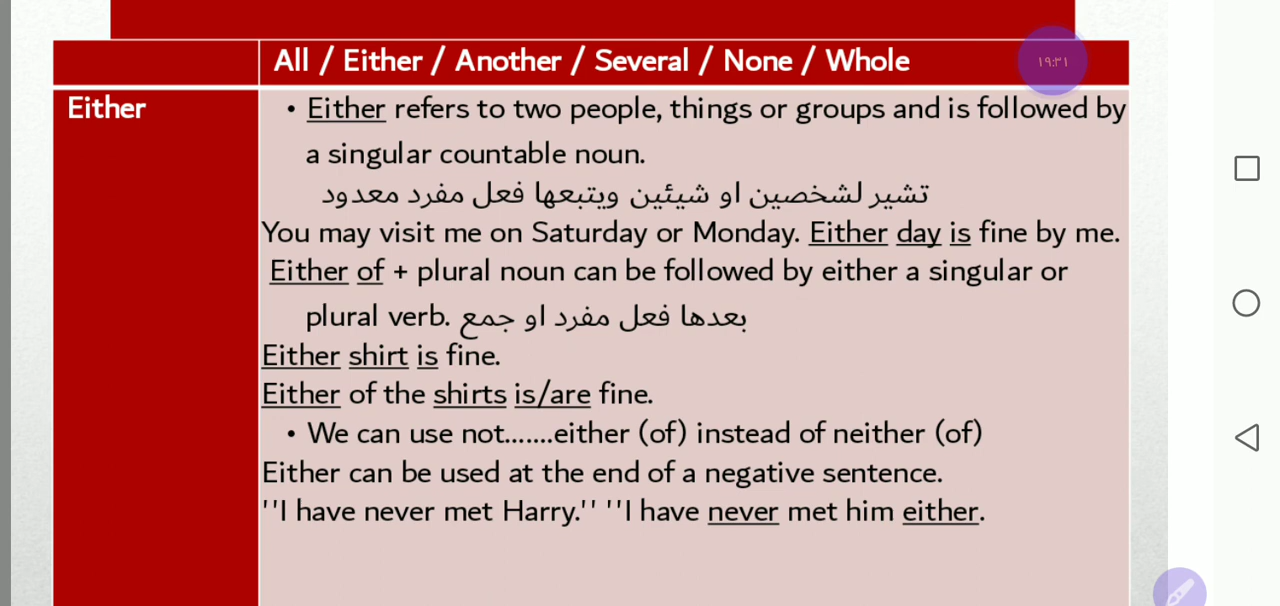 All / Either / Another / Several / None / Whole
١٩:٣١
Either
• Either refers to two people, things or groups and is followed by
a singular countable noun.
تشير لشخصين او شيئين ويتبعها فعل مفرد معدود
You may visit me on Saturday or Monday. Either day is fine by me.
Either of + plural noun can be followed by either a singular or
plural verb. بعدها فعل مفرد او جمع
Either shirt is fine.
Either of the shirts is/are fine.
• We can use not.......either (of) instead of neither (of)
Either can be used at the end of a negative sentence.
''I have never met Harry.'' ''I have never met him either.